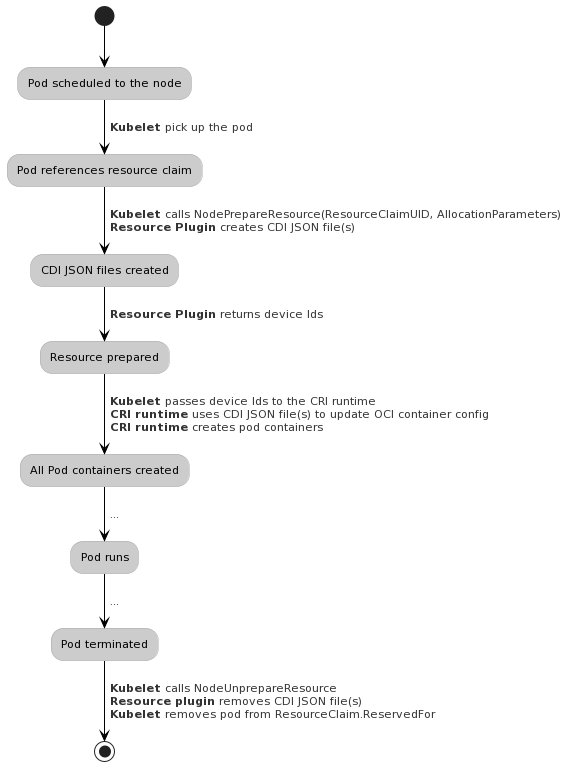 Pod scheduled to the node
Kubelet pick up the pod
Pod references resource claim
Kubelet calls NodePrepareResource(ResourceClaimUID, AllocationParameters)
Resource Plugin creates CDI JSON file(s)
CDI JSON files created
Resource Plugin returns device Ids
Resource prepared
Kubelet passes device Ids to the CRI runtime
CRI runtime uses CDI JSON file(s) to update OCI container config
CRI runtime creates pod containers
All Pod containers created
...
Pod runs
...
Pod terminated
Kubelet calls NodeUnprepareResource
Resource plugin removes CDI JSON file(s)
Kubelet removes pod from ResourceClaim.ReservedFor